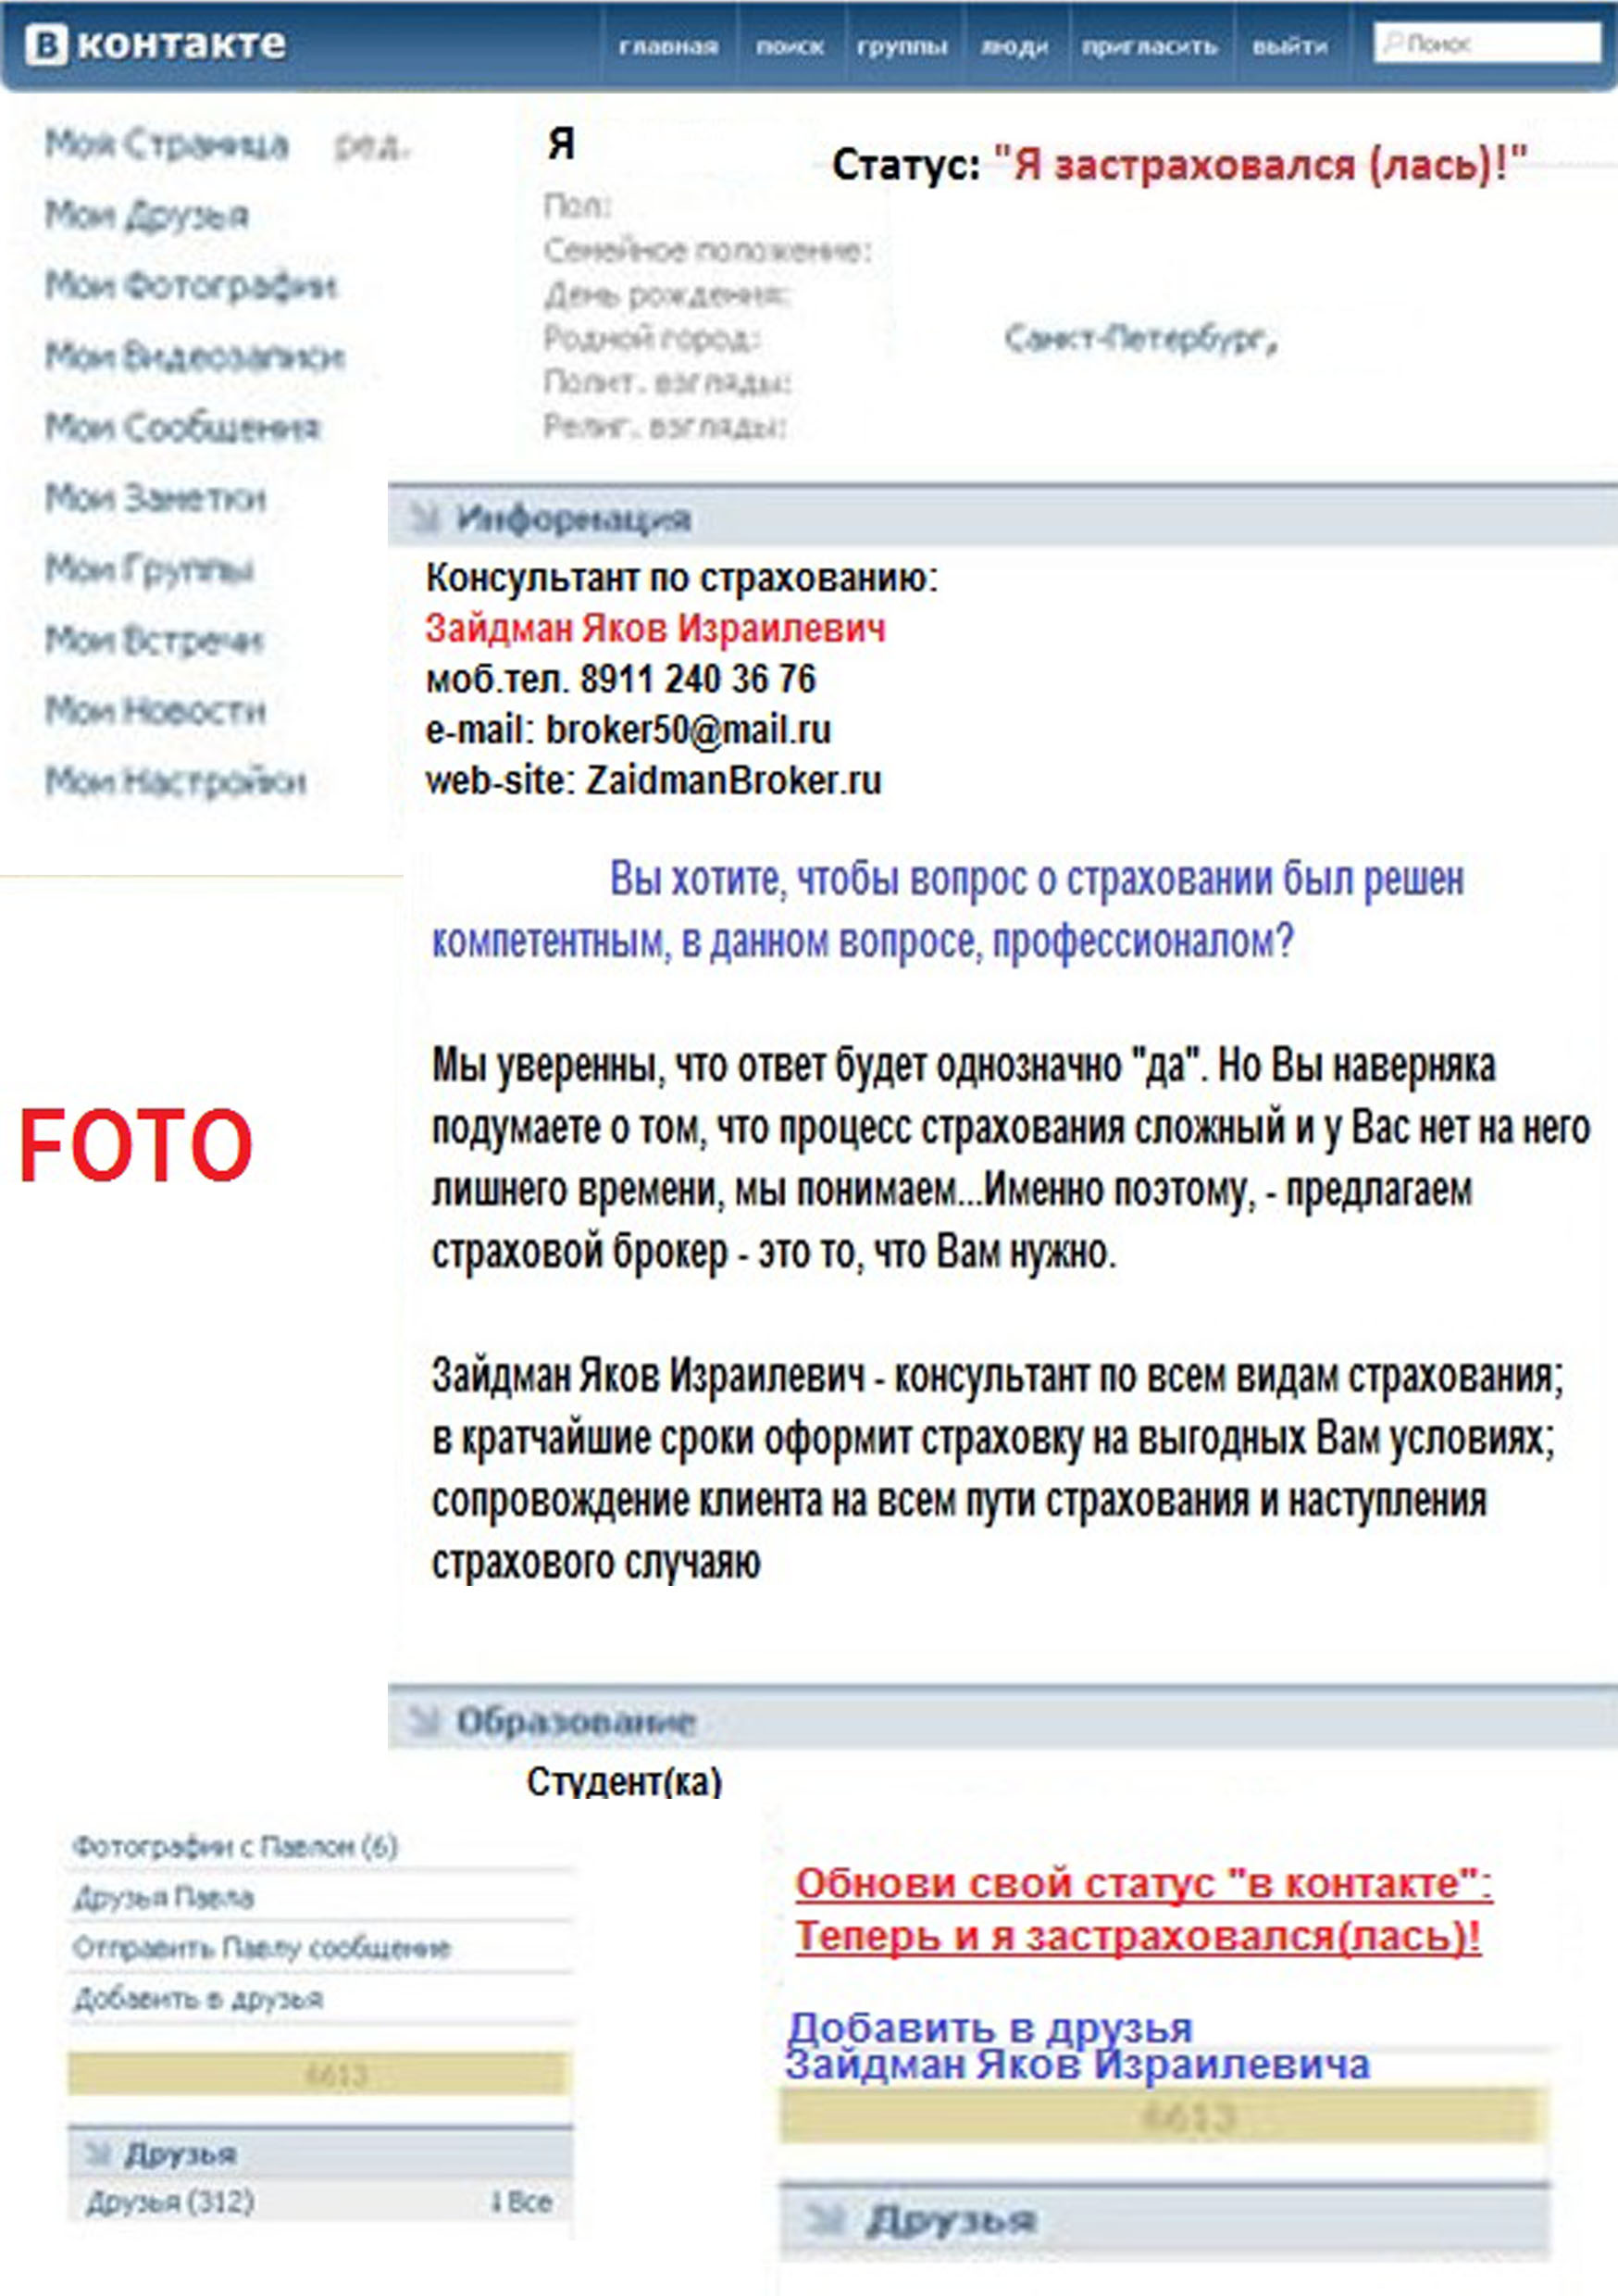 В контакте
главная поиск группы люди пригласить выйти Поиск
Моя Страница ред.
Мои Друзья
Мои Фотографии
Мои Видеозаписи
Мои Сообщения
Мои Заметки
Мои Группы
Мои Встречи
Мои Новости
Мои Настройки
Я
Статус: "Я застраховался (лась)!"
Пол:
Семейное положение:
День рождения:
Родной город: Санкт-Петербург,
Полит. взгляды:
Религ. взгляды:
Информация
Консультант по страхованию:
Зайдман Яков Израилевич
моб.тел. 8911 240 36 76
e-mail: broker50@mail.ru
web-site: ZaidmanBroker.ru
Вы хотите, чтобы вопрос о страховании был решен
компетентным, в данном вопросе, профессионалом?
Мы уверенны, что ответ будет однозначно "да". Но Вы наверняка
подумаете о том, что процесс страхования сложный и у Вас нет на него
лишнего времени, мы понимаем...Именно поэтому, - предлагаем
страховой брокер - это то, что Вам нужно.
Зайдман Яков Израилевич - консультант по всем видам страхования;
в кратчайшие сроки оформит страховку на выгодных Вам условиях;
сопровождение клиента на всем пути страхования и наступления
страхового случаяю
FOTO
Образование
Студент(ка)
Фотографии с Павлом (6)
Друзья Павла
Отправить Павлу сообщение
Добавить в друзья
6613
Друзья
Друзья (312) Все
Обнови свой статус "в контакте":
Теперь и я застраховался(лась)!
Добавить в друзья
Зайдман Яков Израилевича
6613
Друзья